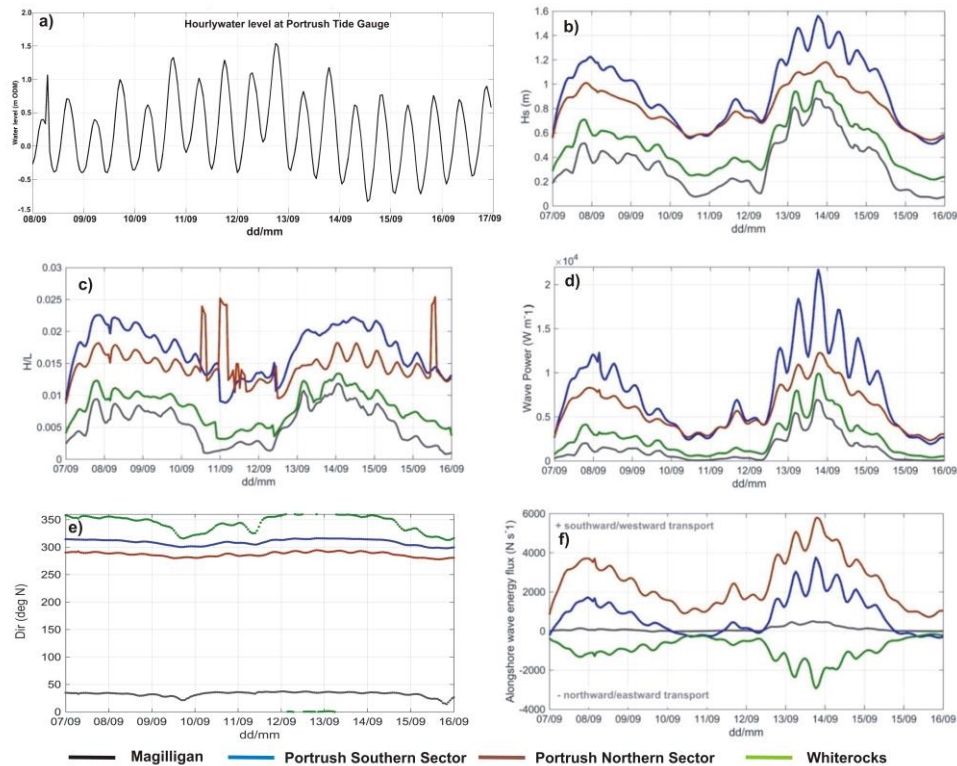 a)
Hourlywater level at Portrush Tide Gauge
Water level (m ODM)
2.0
1.5
1.0
0.5
0.0
-0.5
-1.0
-1.5
08/09 09/09 10/09 11/09 12/09 13/09 14/09 15/09 16/09 17/09
dd/mm
b)
Hs (m)
1.6
1.4
1.2
1
0.8
0.6
0.4
0.2
0
07/09 08/09 09/09 10/09 11/09 12/09 13/09 14/09 15/09 16/09
dd/mm
c)
H/L
0.03
0.025
0.02
0.015
0.01
0.005
0
07/09 08/09 09/09 10/09 11/09 12/09 13/09 14/09 15/09 16/09
dd/mm
d)
×10⁴
Wave Power (W m⁻¹)
2
1.5
1
0.5
0
07/09 08/09 09/09 10/09 11/09 12/09 13/09 14/09 15/09 16/09
dd/mm
e)
Dir (deg N)
350
300
250
200
150
100
50
0
07/09 08/09 09/09 10/09 11/09 12/09 13/09 14/09 15/09 16/09
dd/mm
f)
Alongshore wave energy flux (N s⁻¹)
6000
4000
2000
0
-2000
-4000
+ southward/westward transport
- northward/eastward transport
07/09 08/09 09/09 10/09 11/09 12/09 13/09 14/09 15/09 16/09
dd/mm
Magilligan Portrush Southern Sector Portrush Northern Sector Whiterocks